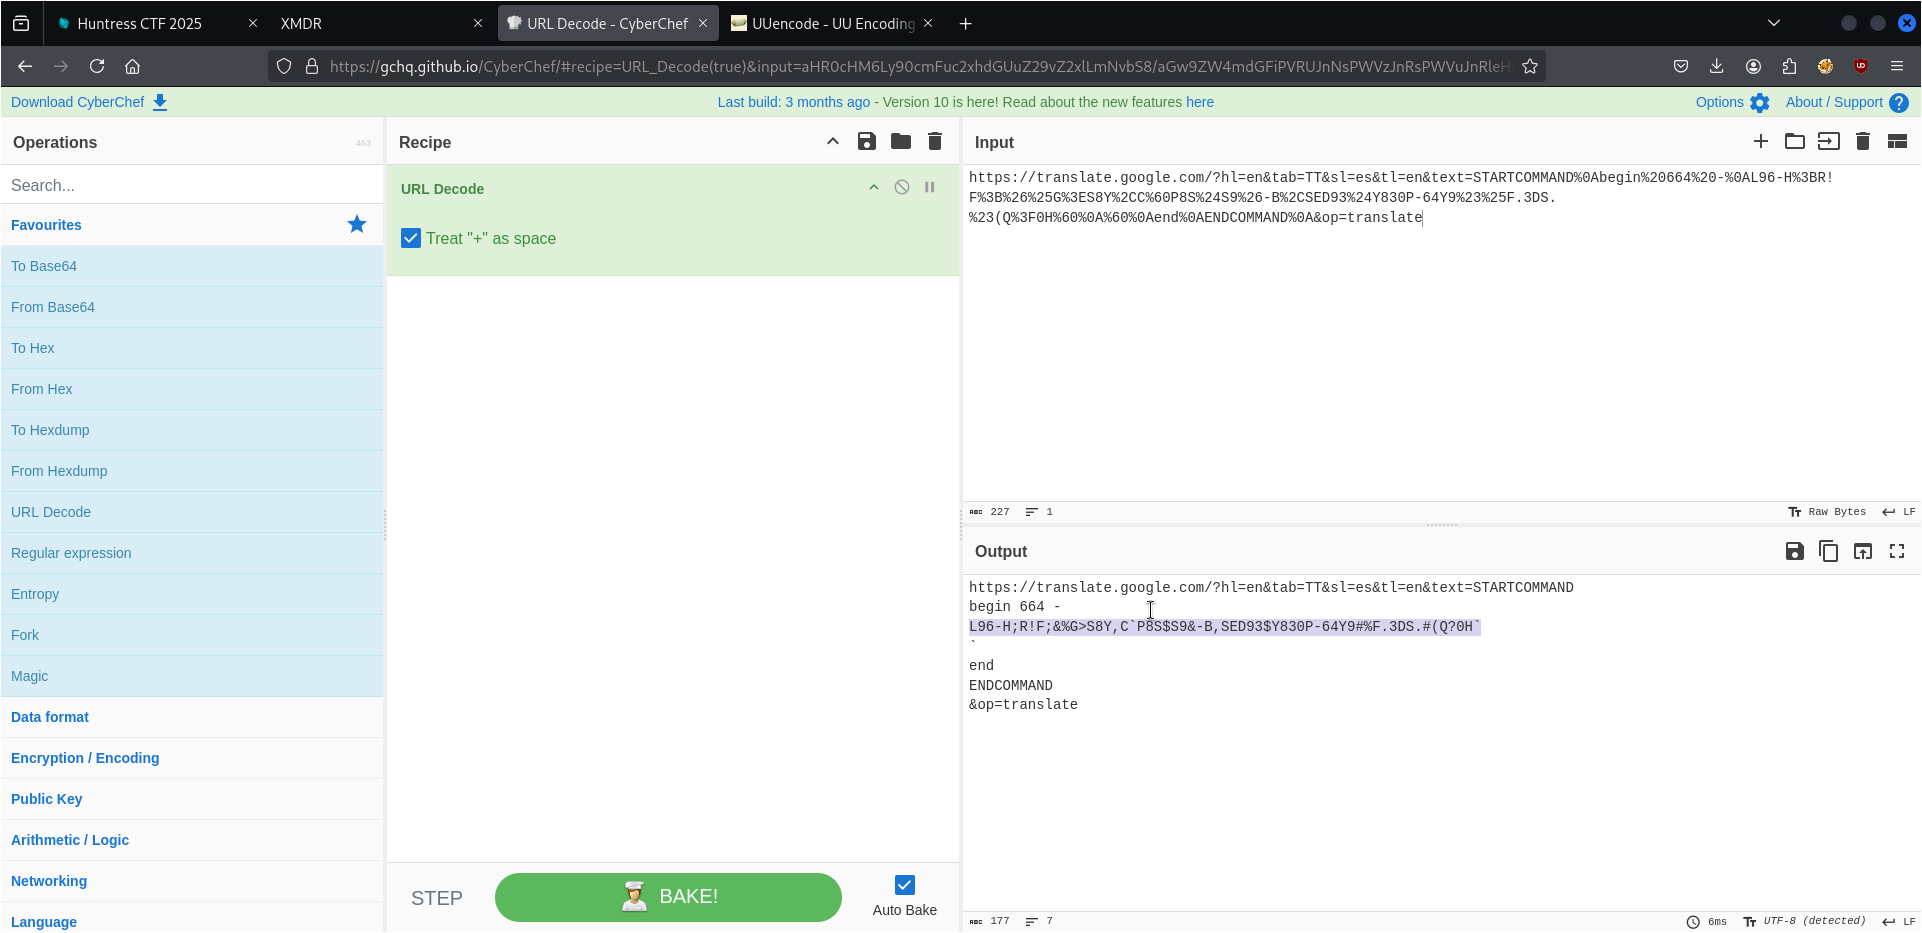 Huntress CTF 2025
XMDR
URL Decode - CyberChef
UUencode - UU Encoding
https://gchq.github.io/CyberChef/#recipe=URL_Decode(true)&input=aHR0cHM6Ly90cmFuc2xhdGUuZ29vZ2xlLmNvbS8/aGw9ZW4mdGFiPVRUJnNsPWVzJnRsPWVuJnRleH
Download CyberChef
Last build: 3 months ago - Version 10 is here! Read about the new features here
Options
About / Support
Operations
463
Search...
Favourites
To Base64
From Base64
To Hex
From Hex
To Hexdump
From Hexdump
URL Decode
Regular expression
Entropy
Fork
Magic
Data format
Encryption / Encoding
Public Key
Arithmetic / Logic
Networking
Language
Recipe
URL Decode
Treat "+" as space
STEP
BAKE!
Auto Bake
Input
https://translate.google.com/?hl=en&tab=TT&sl=es&tl=en&text=STARTCOMMAND%0Abegin%20664%20-%0AL96-H%3BR!
F%3B%26%25G%3ES8Y%2CC%60P8S%24S9%26-B%2CSED93%24Y830P-64Y9%23%25F.3DS.
%23(Q%3F0H%60%0A%60%0Aend%0AENDCOMMAND%0A&op=translate
227
1
Raw Bytes
LF
Output
https://translate.google.com/?hl=en&tab=TT&sl=es&tl=en&text=STARTCOMMAND
begin 664 -
L96-H;R!F;&%G>S8Y,C`P8S$S9&-B,SED93$Y830P-64Y9#%F.3DS.#(Q?0H`
`
end
ENDCOMMAND
&op=translate
177
7
6ms
UTF-8 (detected)
LF